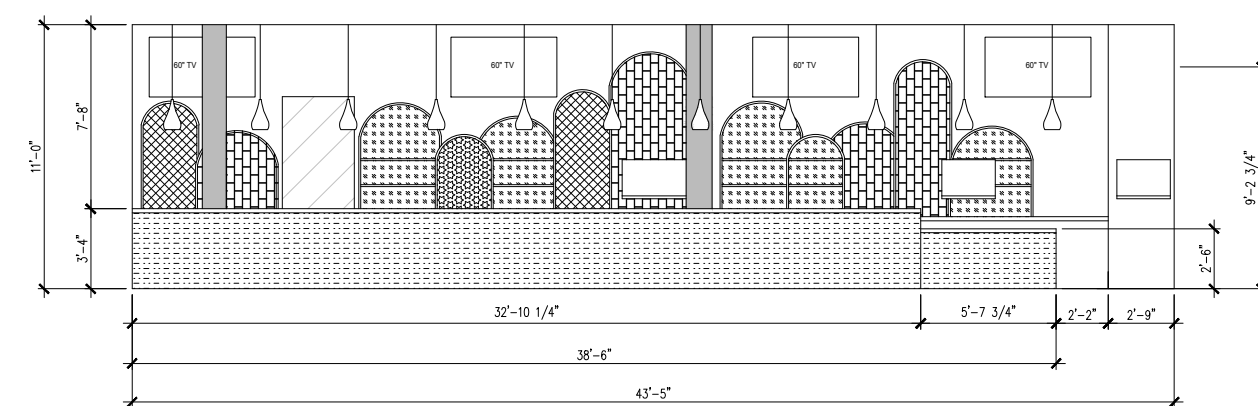 60" TV
60" TV
60" TV
60" TV
11'-0"
7'-8"
3'-4"
9'-2 3/4"
2'-6"
32'-10 1/4"
5'-7 3/4"
2'-2"
2'-9"
38'-6"
43'-5"